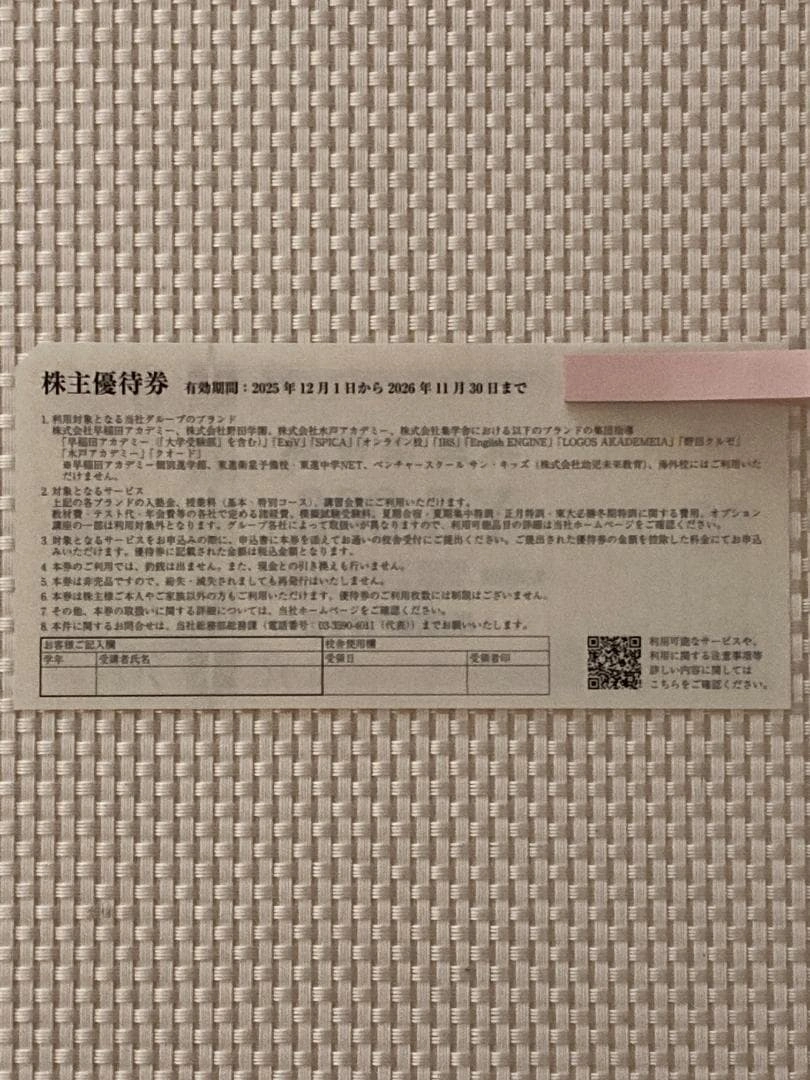 株主優待券 有効期間：2025 年 12 月 1 日から 2026 年 11 月 30 日まで
1. 利用対象となる当社グループのブランド
株式会社早稲田アカデミー、株式会社野田学園、株式会社水戸アカデミー、株式会社集学舎における以下のブランドの集団指導
「早稲田アカデミー（「大学受験部」を含む）」「ExiV」「SPICA」「オンライン校」「IBS」「English ENGINE」「LOGOS AKADEMEIA」「野田クルゼ」
「水戸アカデミー」「クオード」
※早稲田アカデミー個別進学館、東進衛星予備校・東進中学NET、ベンチャースクール サン・キッズ（株式会社幼児未来教育）、海外校にはご利用いた
だけません。
2. 対象となるサービス
上記の各ブランドの入塾金、授業料（基本・特別コース）、講習会費にご利用いただけます。
教材費・テスト代・年会費等の各社で定める諸経費、模擬試験受験料、夏期合宿・夏期集中特訓・正月特訓・東大必勝冬期特訓に関する費用、オプション
講座の一部は利用対象外となります。グループ各社によって取扱いが異なりますので、利用可能品目の詳細は当社ホームページをご確認ください。
3. 対象となるサービスをお申込みの際に、申込書に本券を添えてお通いの校舎受付にご提出ください。ご提出された優待券の金額を控除した料金にてお申込
みいただけます。優待券に記載された金額は税込金額となります。
4. 本券のご利用では、釣銭は出ません。また、現金との引き換えも行いません。
5. 本券は非売品ですので、紛失・滅失されましても再発行はいたしません。
6. 本券は株主様ご本人やご家族以外の方もご利用いただけます。優待券のご利用枚数には制限はございません。
7. その他、本券の取扱いに関する詳細については、当社ホームページをご確認ください。
8. 本件に関するお問合せは、当社総務部総務課（電話番号：03-3590-4011（代表））までお願いいたします。
お客様ご記入欄 校舎使用欄
学年 受講者氏名 受領日 受領者印
利用可能なサービスや、
利用に関する注意事項等
詳しい内容に関しては
こちらをご確認ください。